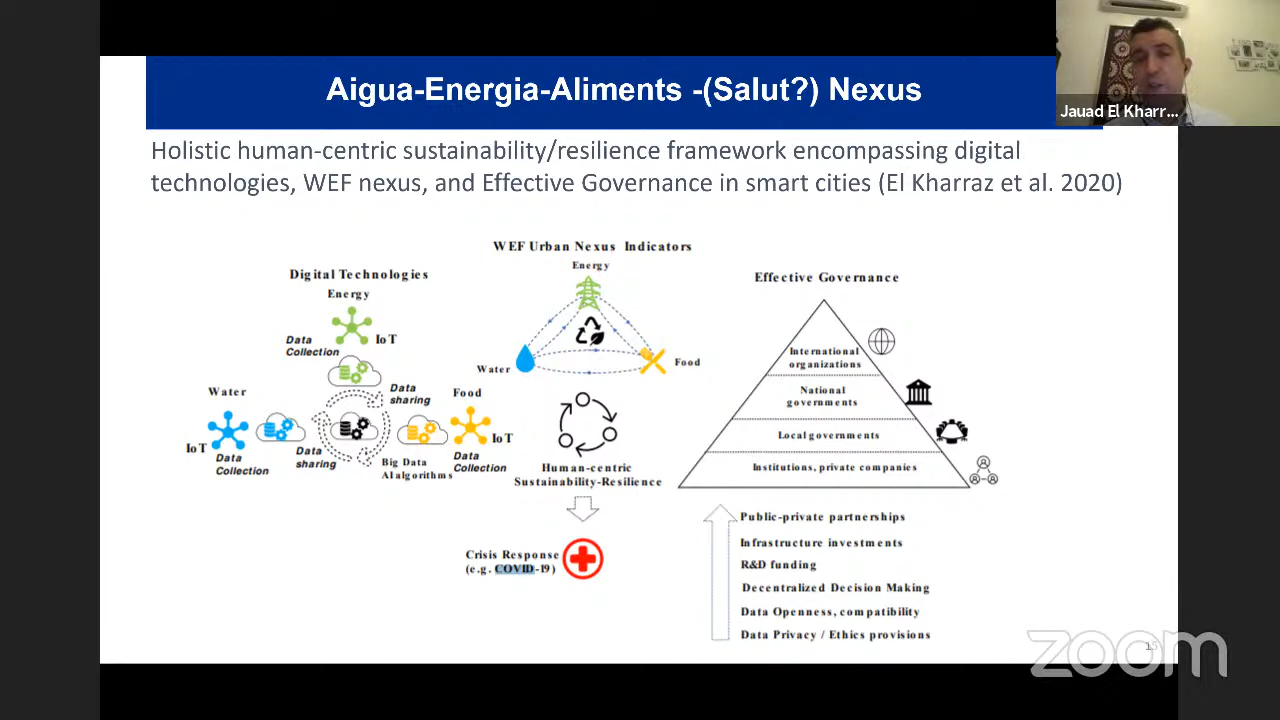 Aigua-Energia-Aliments -(Salut?) Nexus
Jauad El Kharr...
Holistic human-centric sustainability/resilience framework encompassing digital
technologies, WEF nexus, and Effective Governance in smart cities (El Kharraz et al. 2020)
Digital Technologies
Energy
IoT
Data
Collection
Water
Data
sharing
Food
IoT
Data
Collection
Data
sharing
Big Data
AI algorithms
Data
Collection
IoT
WEF Urban Nexus Indicators
Energy
Water
Food
Human-centric
Sustainability-Resilience
Crisis Response
(e.g. COVID-19)
Effective Governance
International
organizations
National
governments
Local governments
Institutions, private companies
Public-private partnerships
Infrastructure investments
R&D funding
Decentralized Decision Making
Data Openness, compatibility
Data Privacy / Ethics provisions
15
zoom